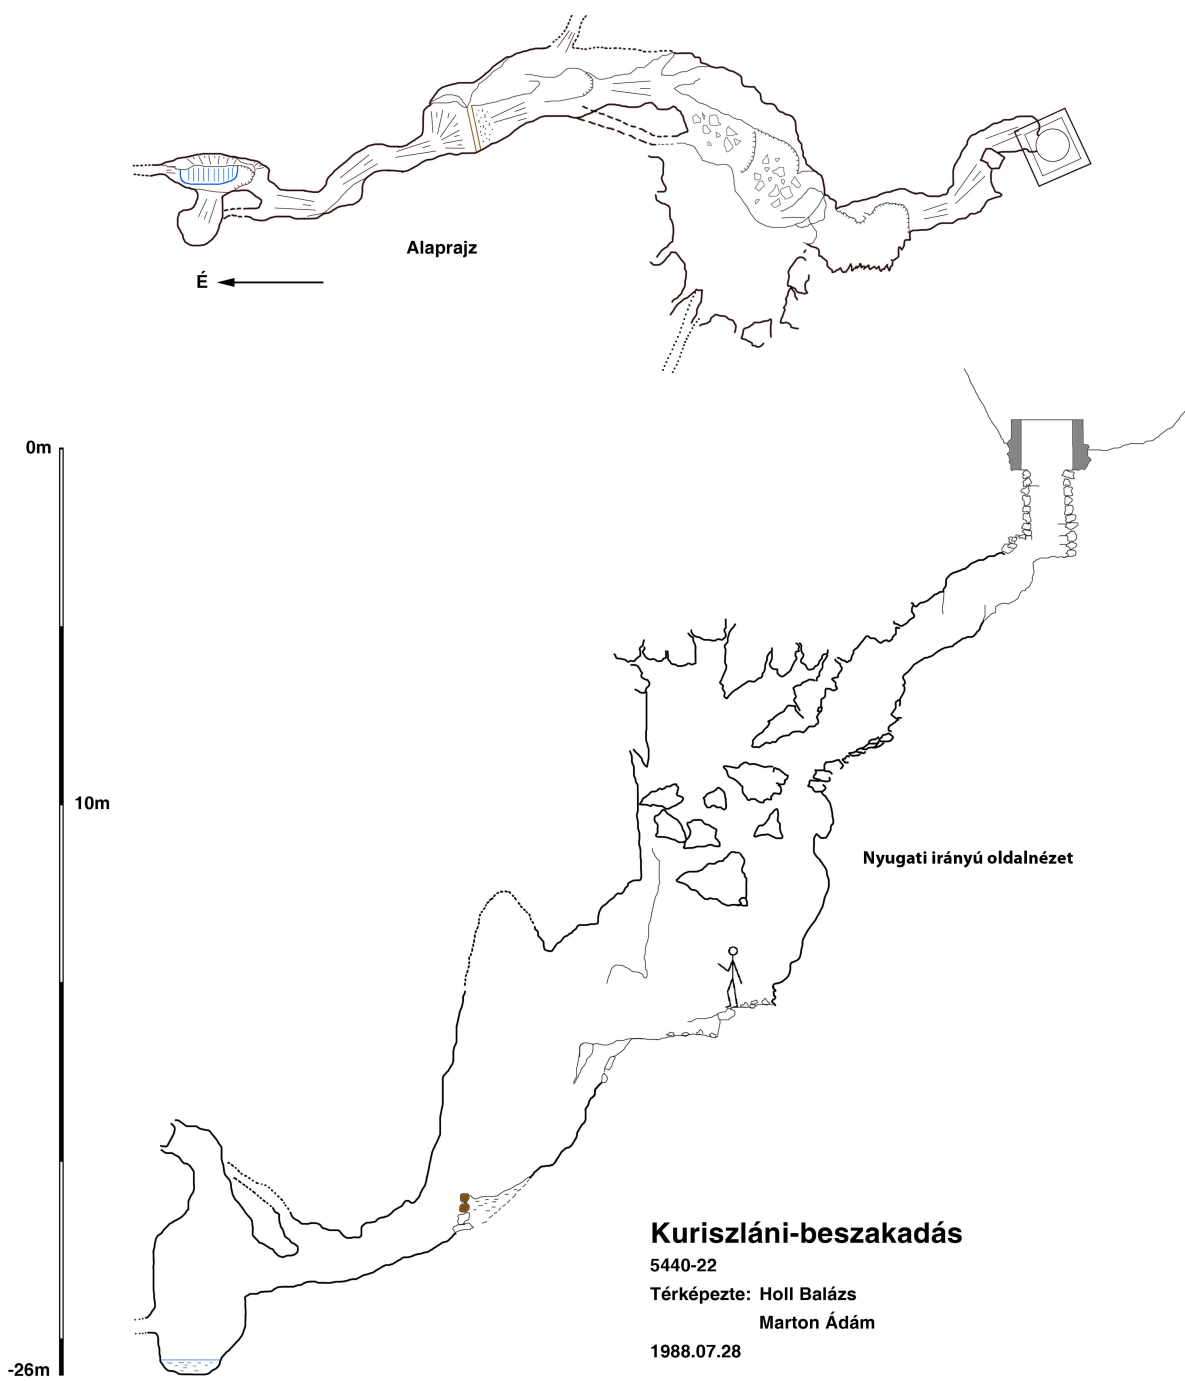 Alaprajz
É
0m
10m
Nyugati irányú oldalnézet
Kuriszláni-beszakadás
5440-22
Térképezte: Holl Balázs
Marton Ádám
1988.07.28
-26m